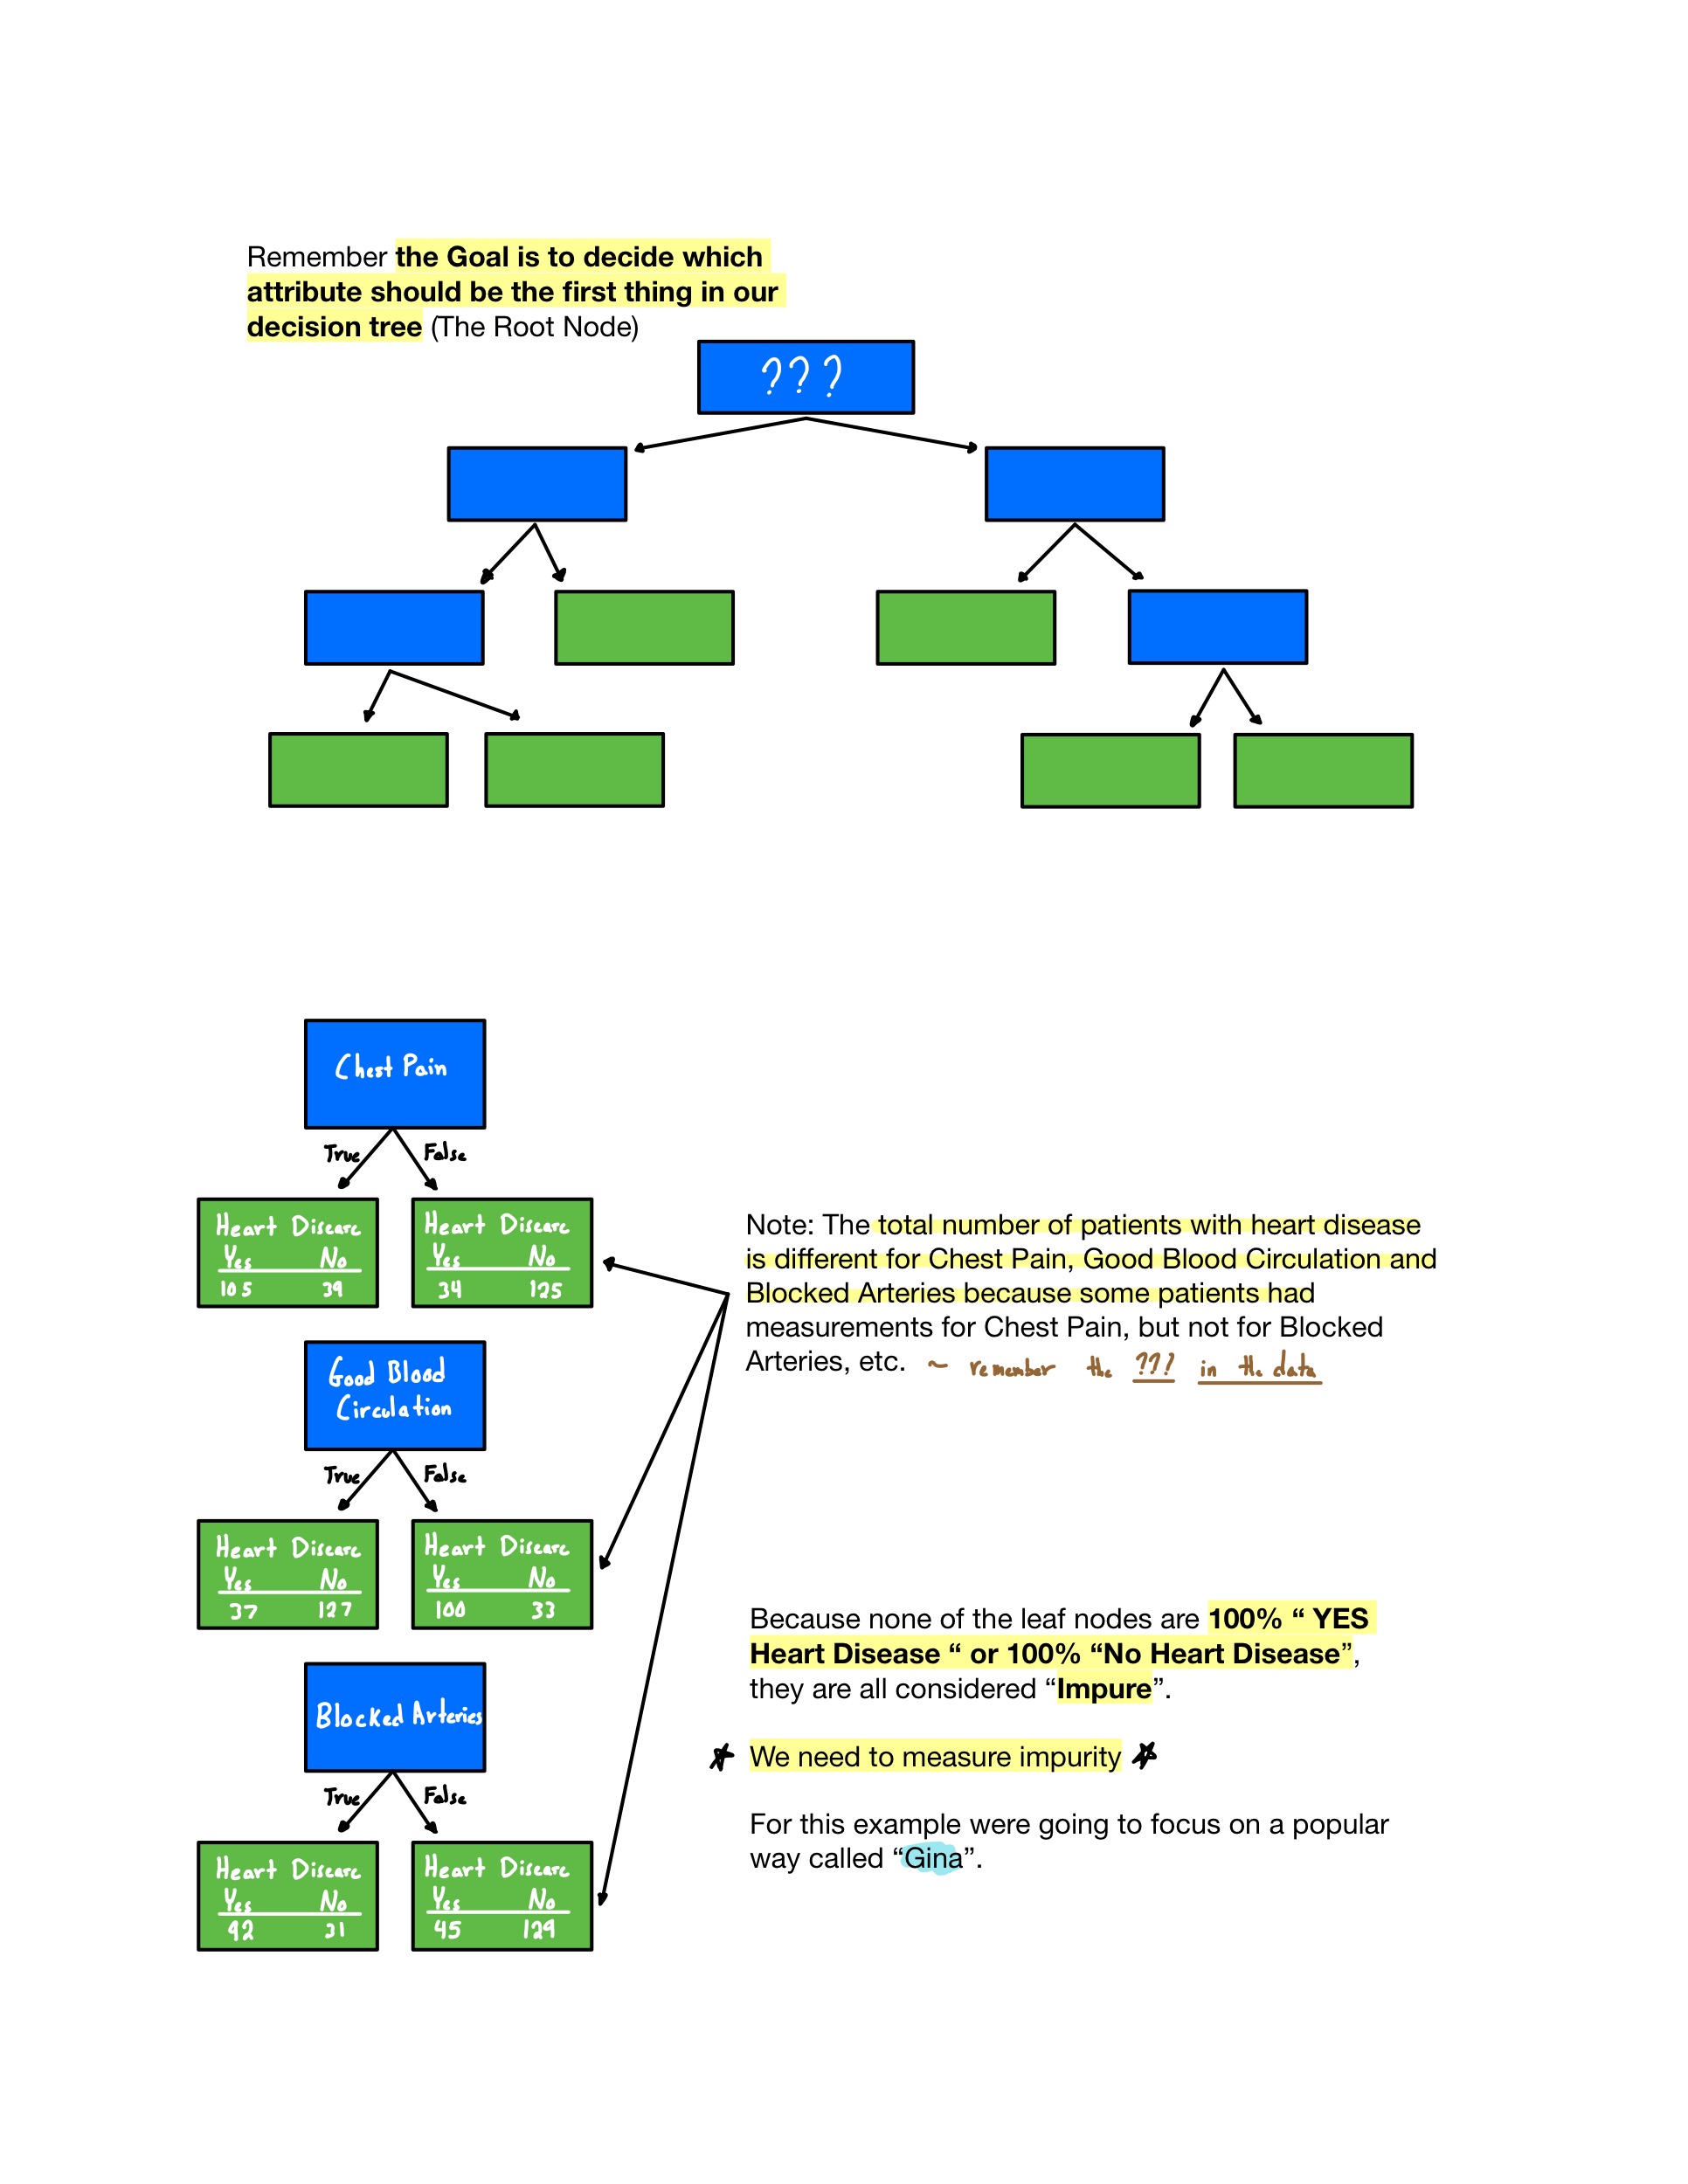 Remember the Goal is to decide which
attribute should be the first thing in our
decision tree (The Root Node)
???
Chest Pain
True False
Heart Disease Heart Disease
Yes No Yes No
105 39 34 125
Note: The total number of patients with heart disease
is different for Chest Pain, Good Blood Circulation and
Blocked Arteries because some patients had
measurements for Chest Pain, but not for Blocked
Arteries, etc. ~ remember the ??? in the data
Good Blood
Circulation
True False
Heart Disease Heart Disease
Yes No Yes No
37 127 100 33
Because none of the leaf nodes are 100% “ YES
Heart Disease “ or 100% “No Heart Disease”,
they are all considered “Impure”.
Blocked Arteries
We need to measure impurity
True False
For this example were going to focus on a popular
way called “Gina”.
Heart Disease Heart Disease
Yes No Yes No
92 31 45 129